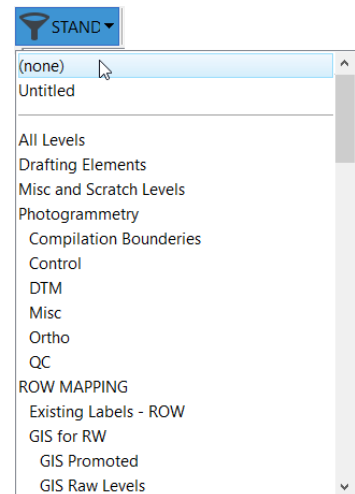 STAND
(none)
Untitled
All Levels
Drafting Elements
Misc and Scratch Levels
Photogrammetry
Compilation Bounderies
Control
DTM
Misc
Ortho
QC
ROW MAPPING
Existing Labels - ROW
GIS for RW
GIS Promoted
GIS Raw Levels